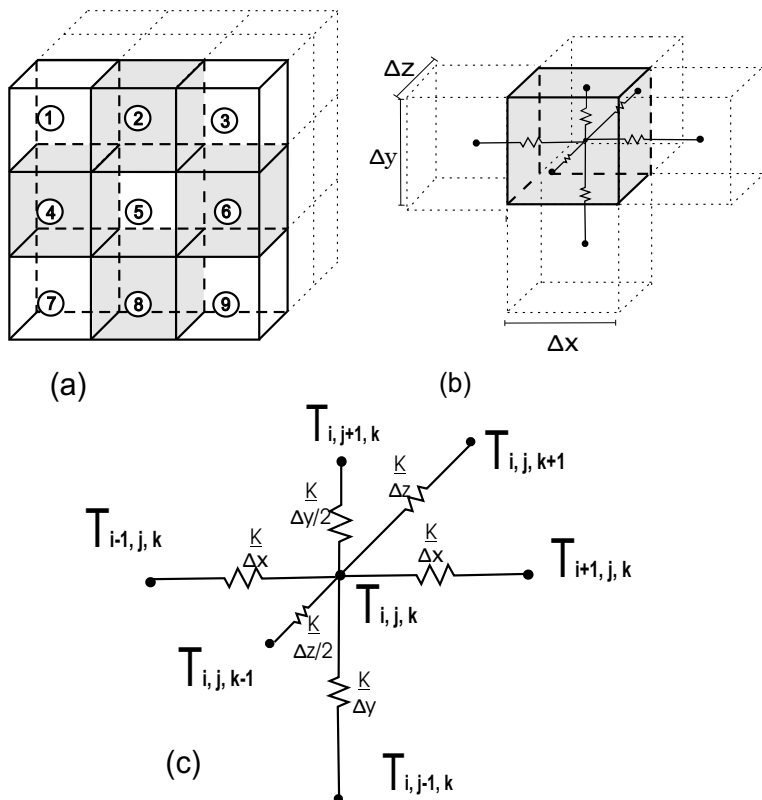 1
2
3
4
5
6
7
8
9
(a)
Δz
Δy
Δx
(b)
T i, j+1, k
T i, j, k+1
K
Δz
K
Δy/2
T i-1, j, k
K
Δx
K
Δx
T i+1, j, k
T i, j, k
K
Δz/2
T i, j, k-1
K
Δy
(c)
T i, j-1, k